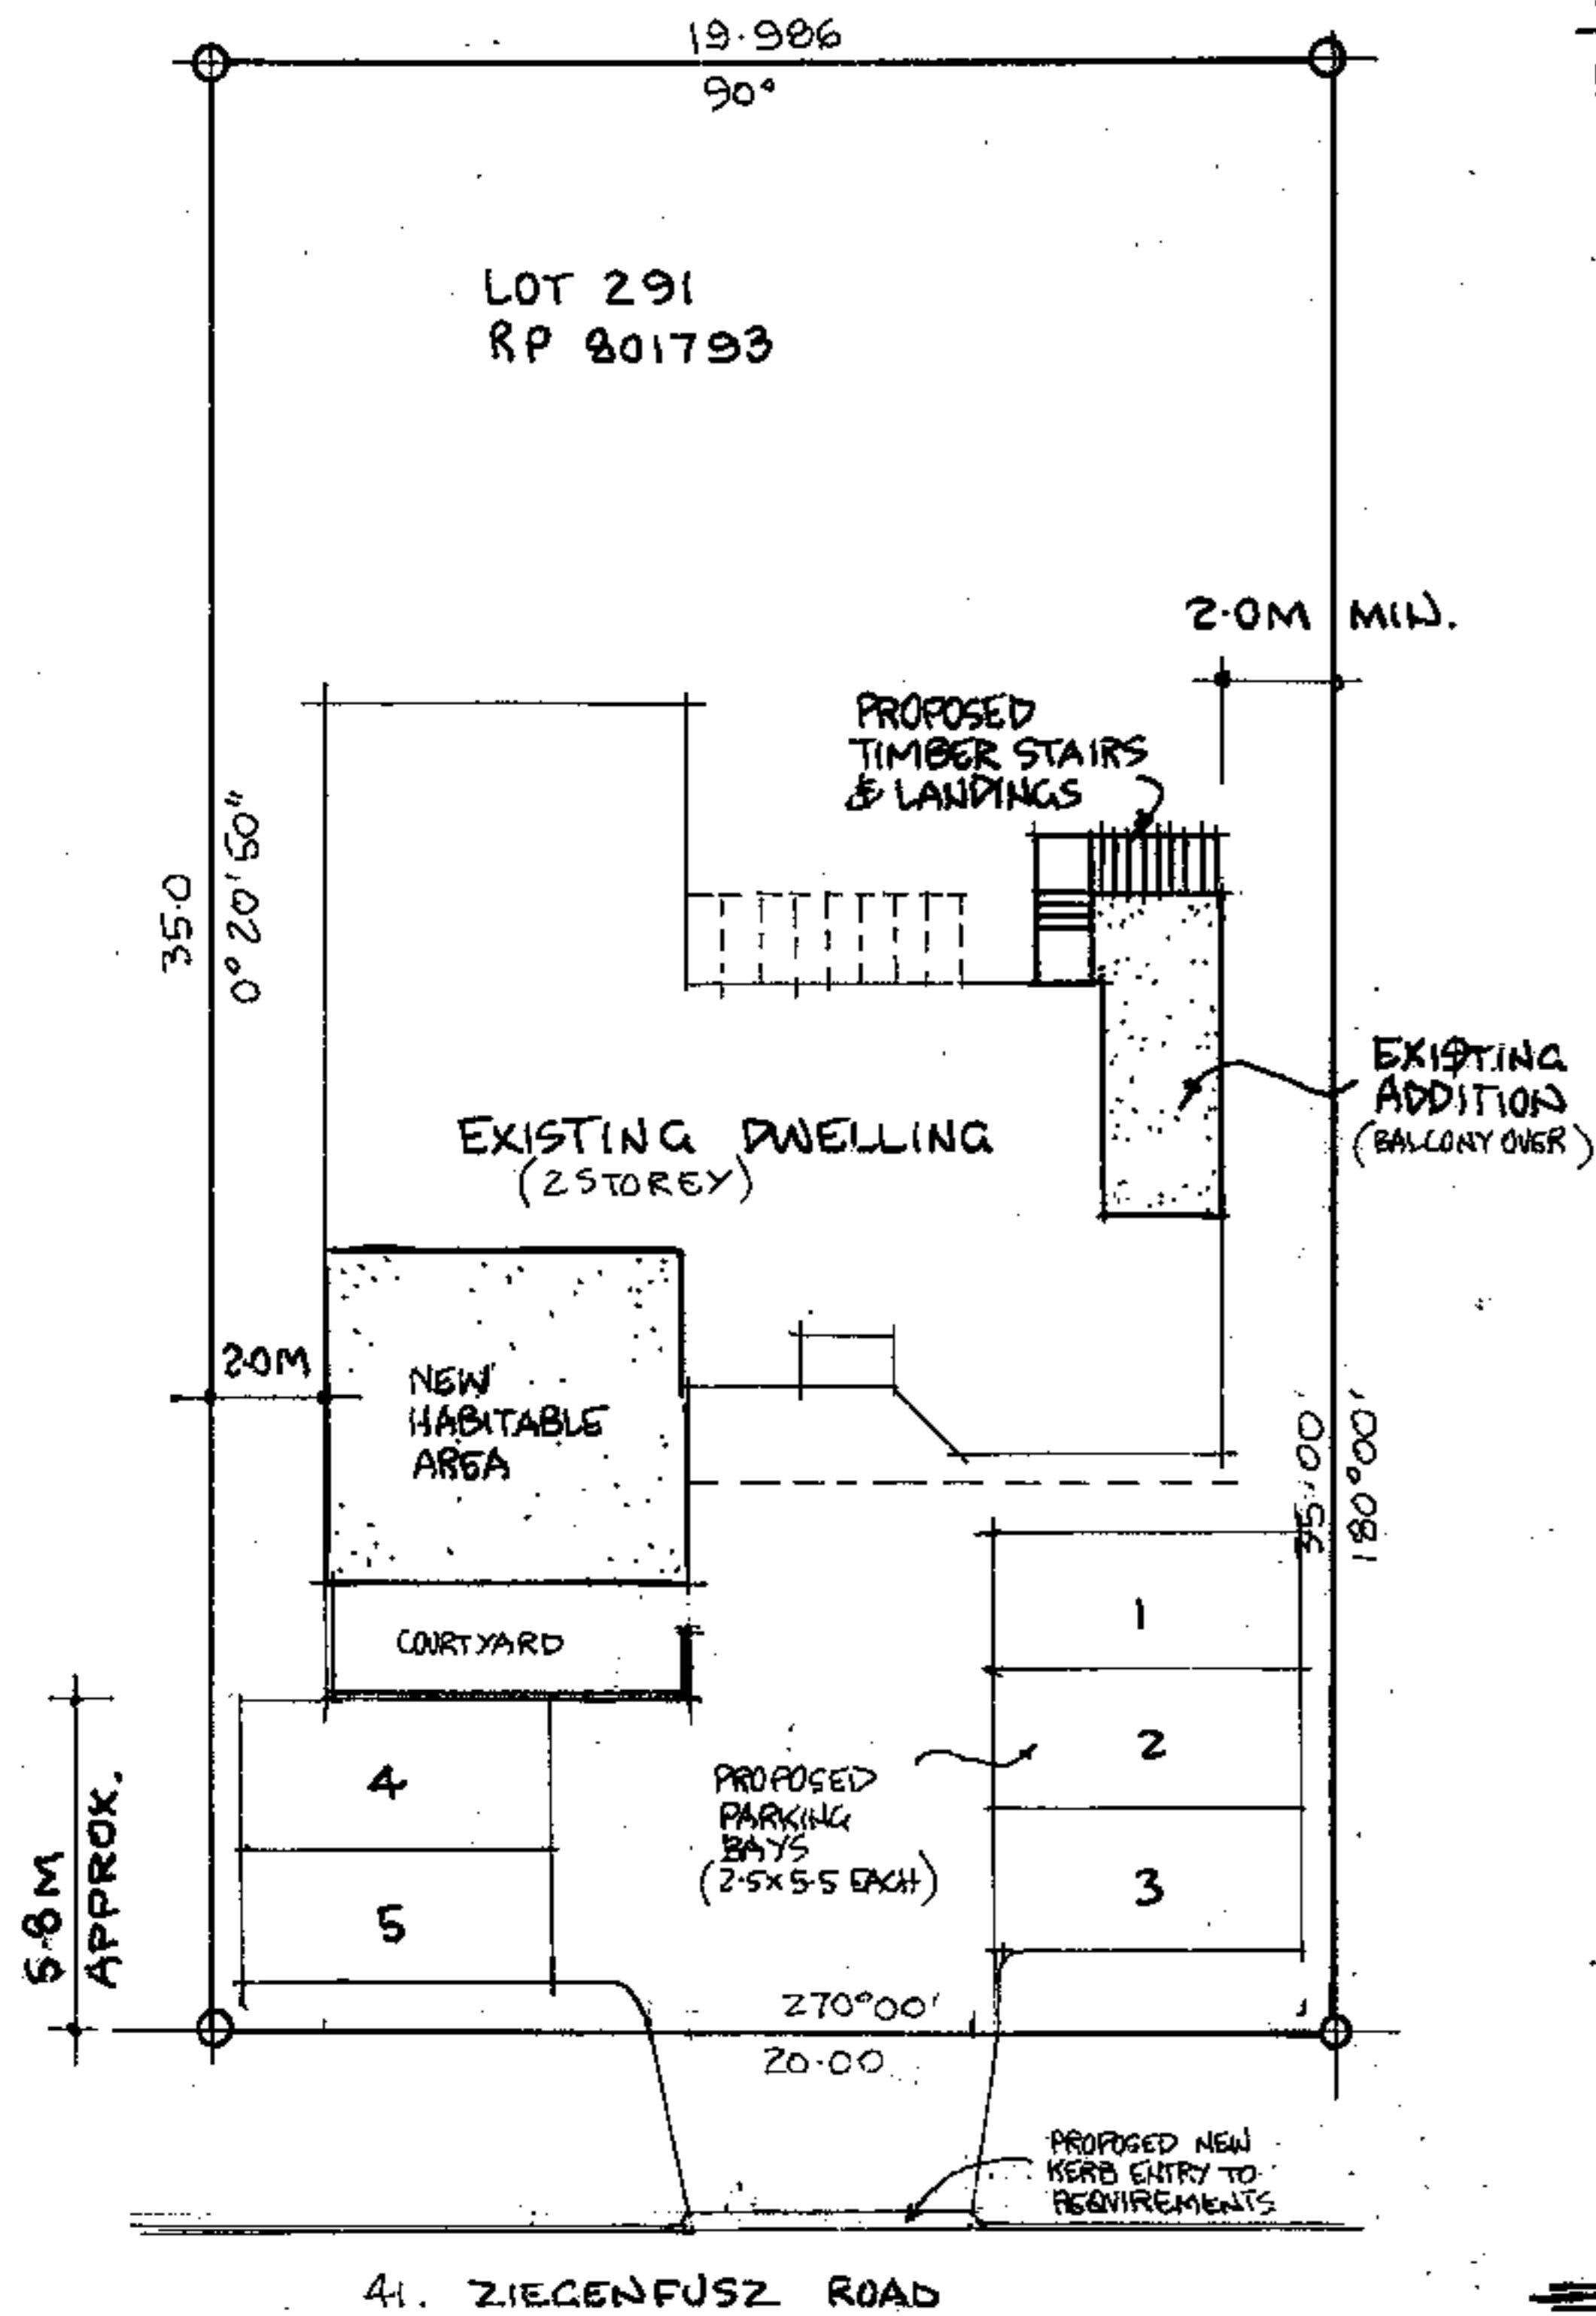 19.986
90°
LOT 291
RP 801793
2.0M MIN.
PROPOSED
TIMBER STAIRS
& LANDINGS
35.0
0° 20' 50"
EXISTING
ADDITION
(BALCONY OVER)
EXISTING DWELLING
(2 STOREY)
2.0M
NEW
HABITABLE
AREA
35.00
180°00'
COURTYARD
1
2
3
4
5
PROPOSED
PARKING
BAYS
(2.5x5.5 EACH)
5.8M
APPROX.
270°00'
20.00
PROPOSED NEW
KERB ENTRY TO
REQUIREMENTS
41. ZIEGENFUSZ ROAD